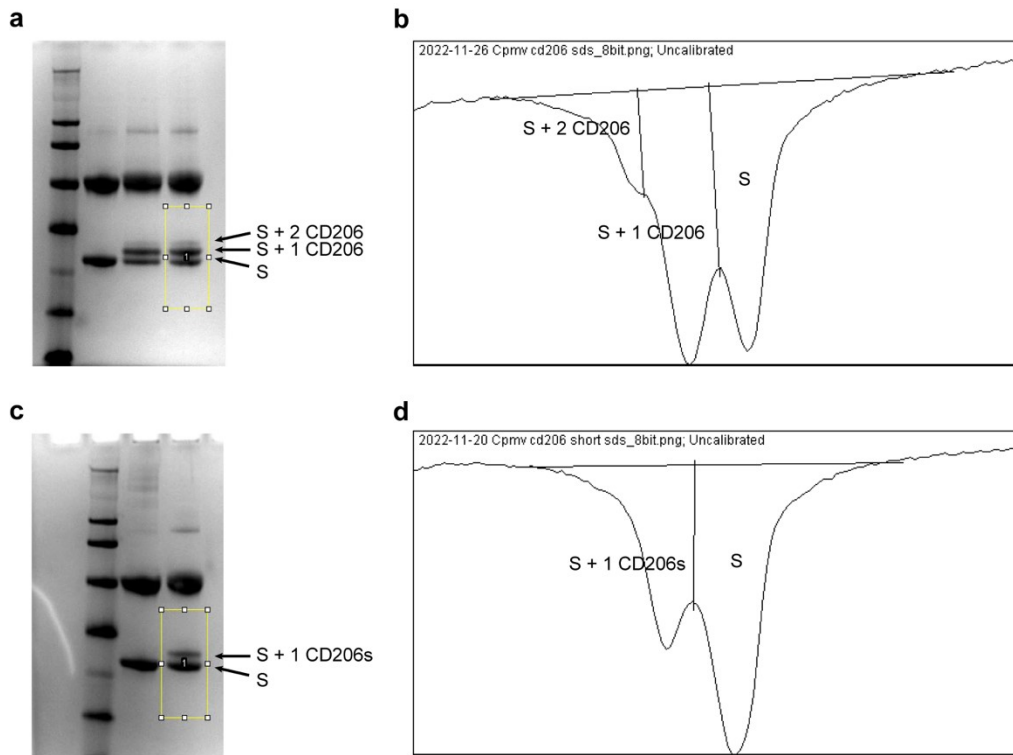 a
S + 2 CD206
S + 1 CD206
S
1
b
2022-11-26 Cpmv cd206 sds_8bit.png; Uncalibrated
S + 2 CD206
S + 1 CD206
S
c
S + 1 CD206s
S
1
d
2022-11-20 Cpmv cd206 short sds_8bit.png; Uncalibrated
S + 1 CD206s
S